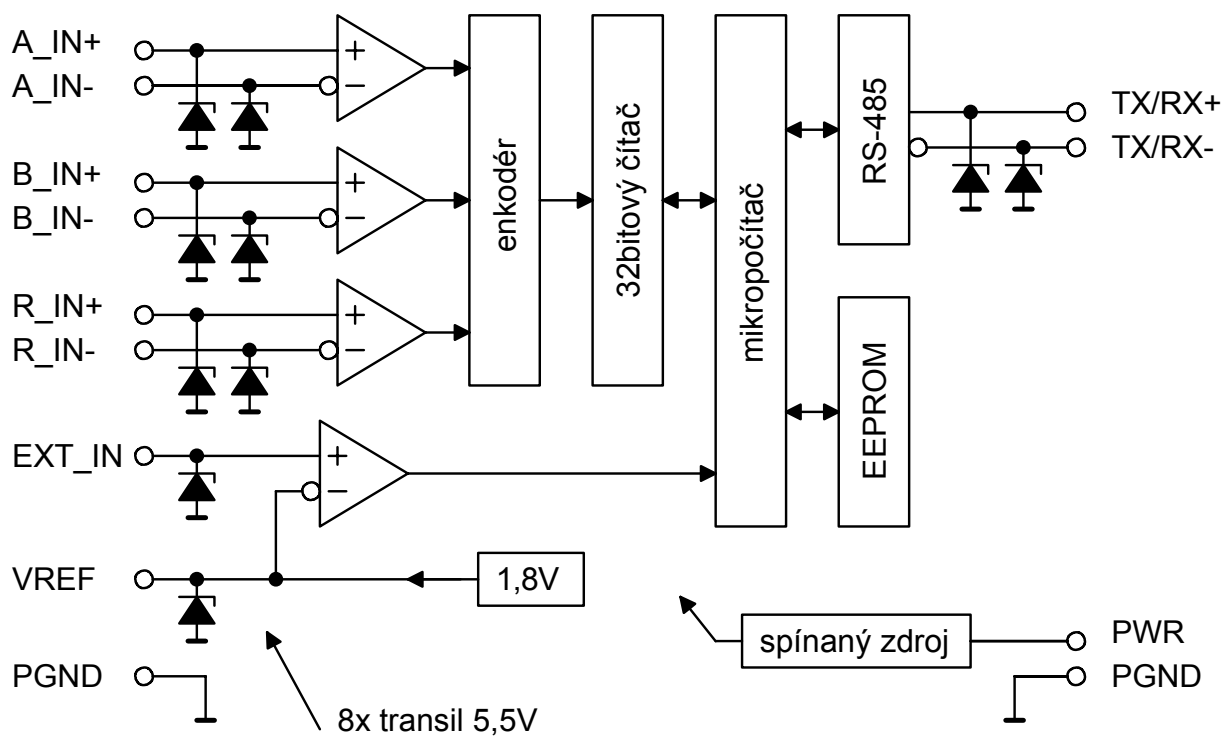 A_IN+
A_IN-
B_IN+
B_IN-
R_IN+
R_IN-
EXT_IN
VREF
PGND
+
−
+
−
+
−
+
−
enkodér
32bitový čítač
mikropočítač
RS-485
EEPROM
TX/RX+
TX/RX-
1,8V
spínaný zdroj
PWR
PGND
8x transil 5,5V